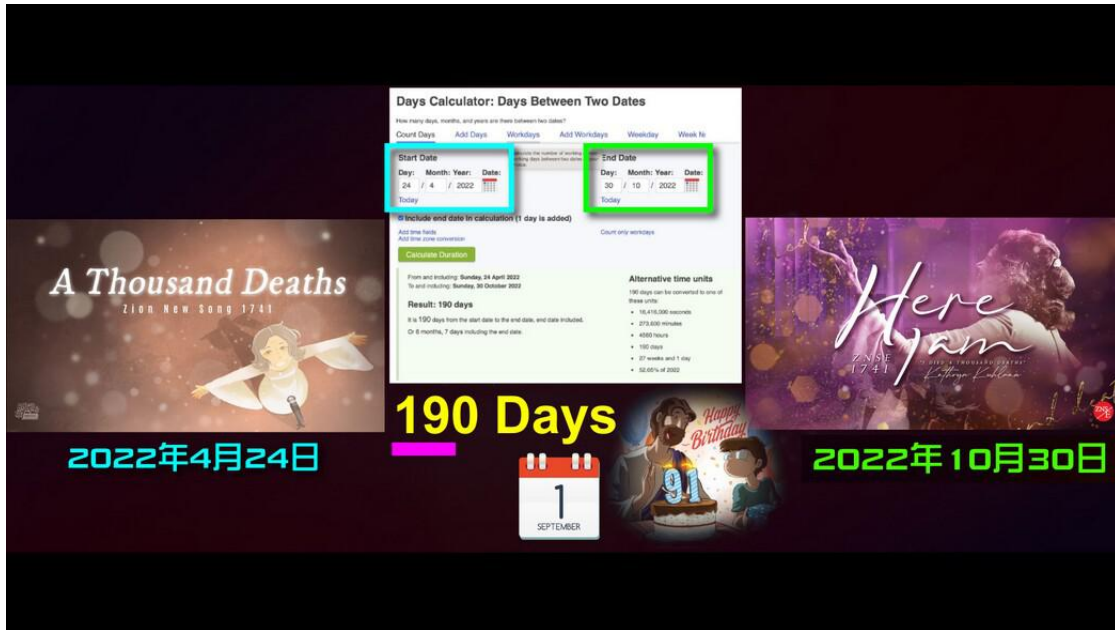 Days Calculator: Days Between Two Dates
How many days, months, and years are there between two dates?
Count Days Add Days Workdays Add Workdays Weekday Week №
Start Date
Day: Month: Year: Date:
24 / 4 / 2022
Today
End Date
Day: Month: Year: Date:
30 / 10 / 2022
Today
Include end date in calculation (1 day is added)
Add time fields
Add time zone conversion
Count only workdays
Calculate Duration
From and including: Sunday, 24 April 2022
To and including: Sunday, 30 October 2022
Result: 190 days
It is 190 days from the start date to the end date, end date included.
Or 6 months, 7 days including the end date.
Alternative time units
190 days can be converted to one of
these units:
16,416,000 seconds
273,600 minutes
4560 hours
190 days
27 weeks and 1 day
52.05% of 2022
A Thousand Deaths
Zion New Song 1741
2022年4月24日
190 Days
1
SEPTEMBER
Happy
Birthday
91
Here
I am
ZNSE
1741
"I DIED A THOUSAND DEATHS"
Kathryn Kuhlman
2022年10月30日